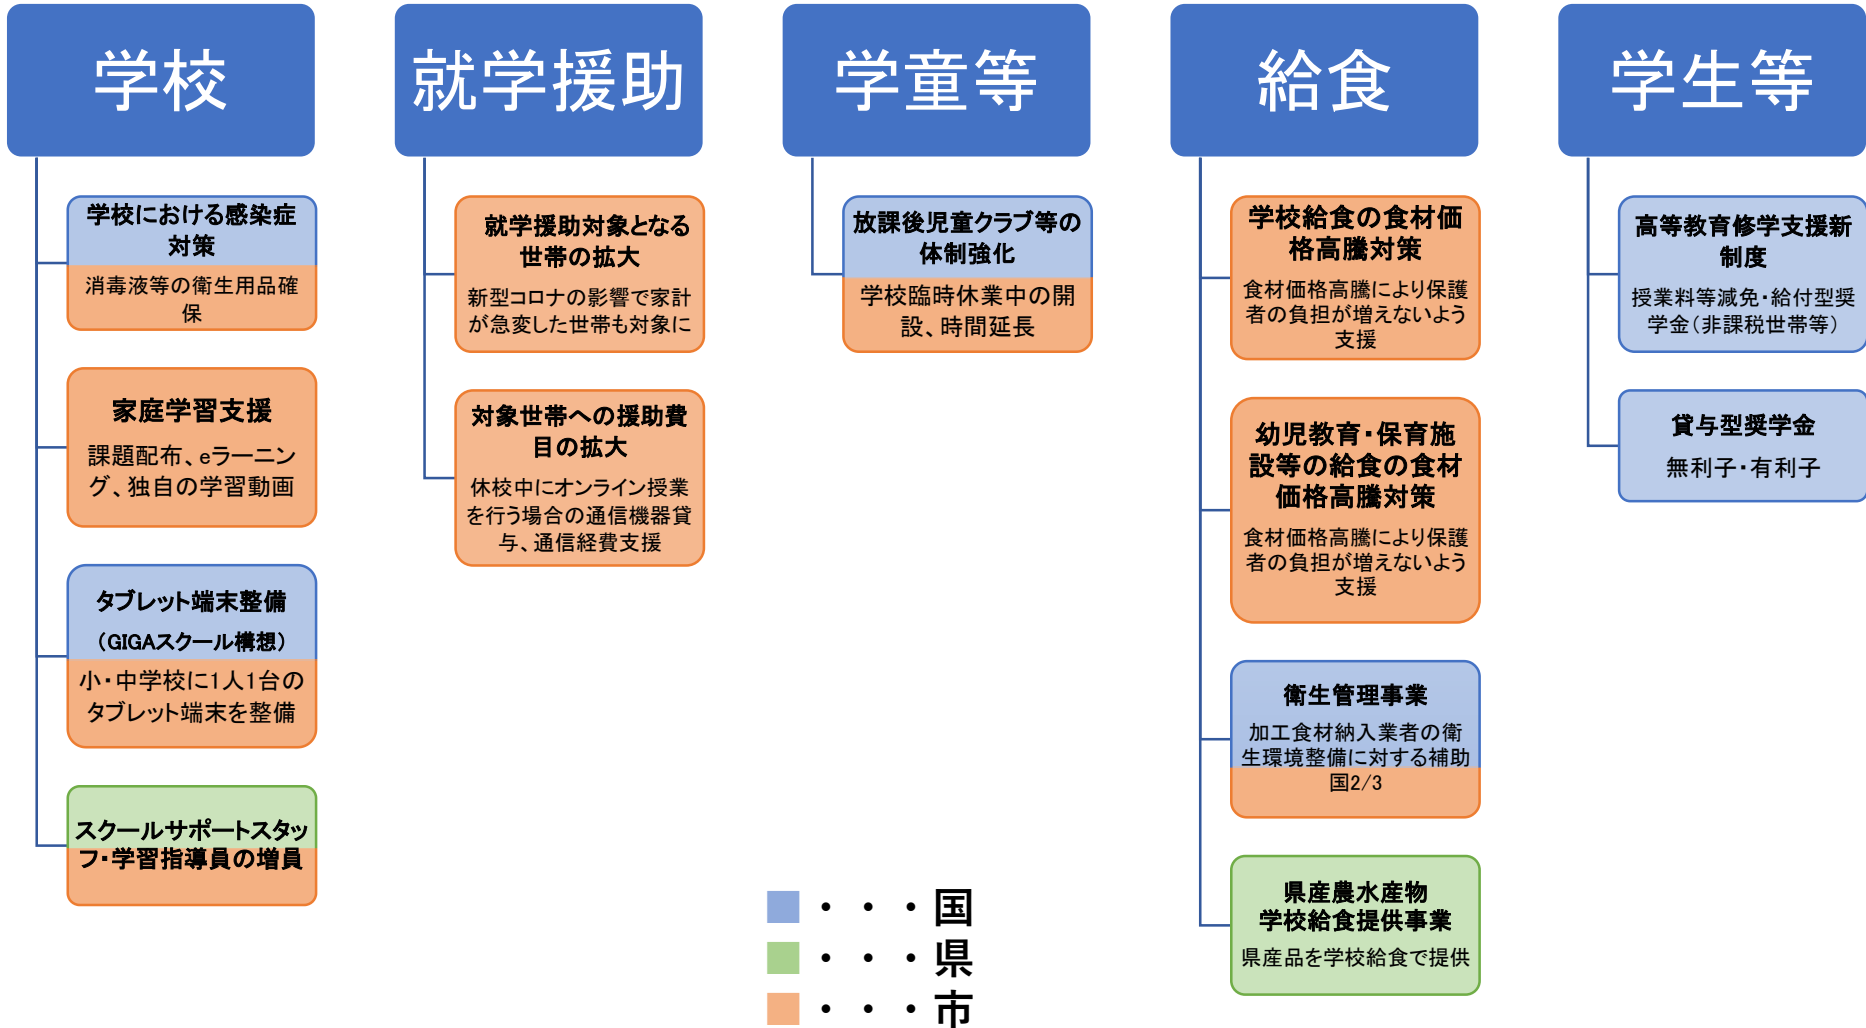 学校
学校における感染症
対策
消毒液等の衛生用品確
保
家庭学習支援
課題配布、eラーニン
グ、独自の学習動画
タブレット端末整備
（GIGAスクール構想）
小・中学校に1人1台の
タブレット端末を整備
スクールサポートスタッ
フ・学習指導員の増員
就学援助
就学援助対象となる
世帯の拡大
新型コロナの影響で家計
が急変した世帯も対象に
対象世帯への援助費
目の拡大
休校中にオンライン授業
を行う場合の通信機器貸
与、通信経費支援
学童等
放課後児童クラブ等の
体制強化
学校臨時休業中の開
設、時間延長
給食
学校給食の食材価
格高騰対策
食材価格高騰により保護
者の負担が増えないよう
支援
幼児教育・保育施
設等の給食の食材
価格高騰対策
食材価格高騰により保護
者の負担が増えないよう
支援
衛生管理事業
加工食材納入業者の衛
生環境整備に対する補助
国2/3
県産農水産物
学校給食提供事業
県産品を学校給食で提供
学生等
高等教育修学支援新
制度
授業料等減免・給付型奨
学金（非課税世帯等）
貸与型奨学金
無利子・有利子
・・・国
・・・県
・・・市